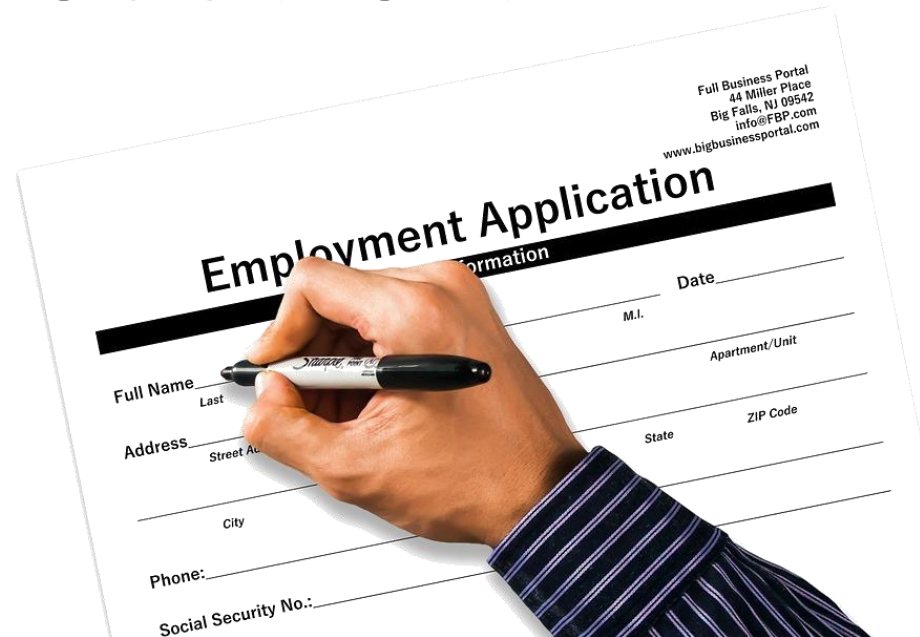 Full Business Portal
44 Miller Place
Big Falls, NJ 09542
info@FBP.com
www.bigbusinessportal.com
Employment Application
ormation
Full Name
Date
Last
M.I.
Address
Apartment/Unit
Street
City
State
ZIP Code
Phone:
Social Security No.:
Sharpie